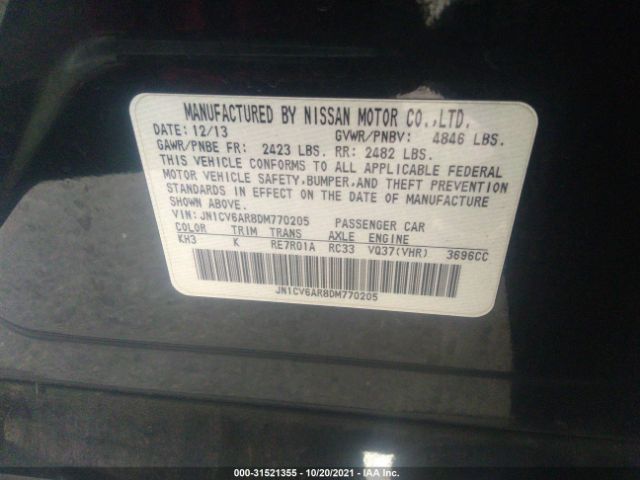 MANUFACTURED BY NISSAN MOTOR CO.,LTD.
DATE: 12/13 GVWR/PNBV: 4846 LBS.
GAWR/PNBE FR: 2423 LBS. RR: 2482 LBS.
THIS VEHICLE CONFORMS TO ALL APPLICABLE FEDERAL
MOTOR VEHICLE SAFETY,BUMPER,AND THEFT PREVENTION
STANDARDS IN EFFECT ON THE DATE OF MANUFACTURE
SHOWN ABOVE.
VIN: JN1CV6AR8DM770205 PASSENGER CAR
COLOR TRIM TRANS AXLE ENGINE
KH3 K RE7R01A RC33 VQ37(VHR) 3696CC
JN1CV6AR8DM770205
000-31521355 - 10/20/2021 - IAA Inc.